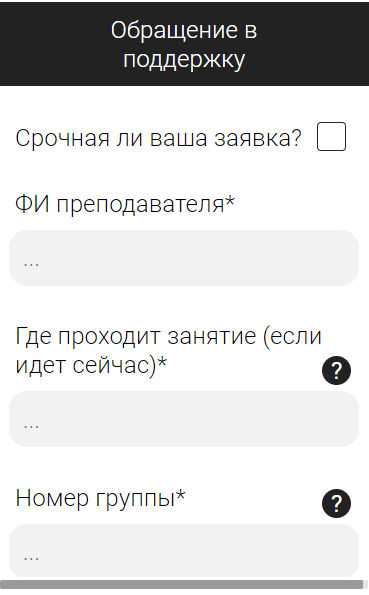 Обращение в
поддержку
Срочная ли ваша заявка?
ФИ преподавателя*
...
Где проходит занятие (если
идет сейчас)*
?
...
Номер группы*
?
...